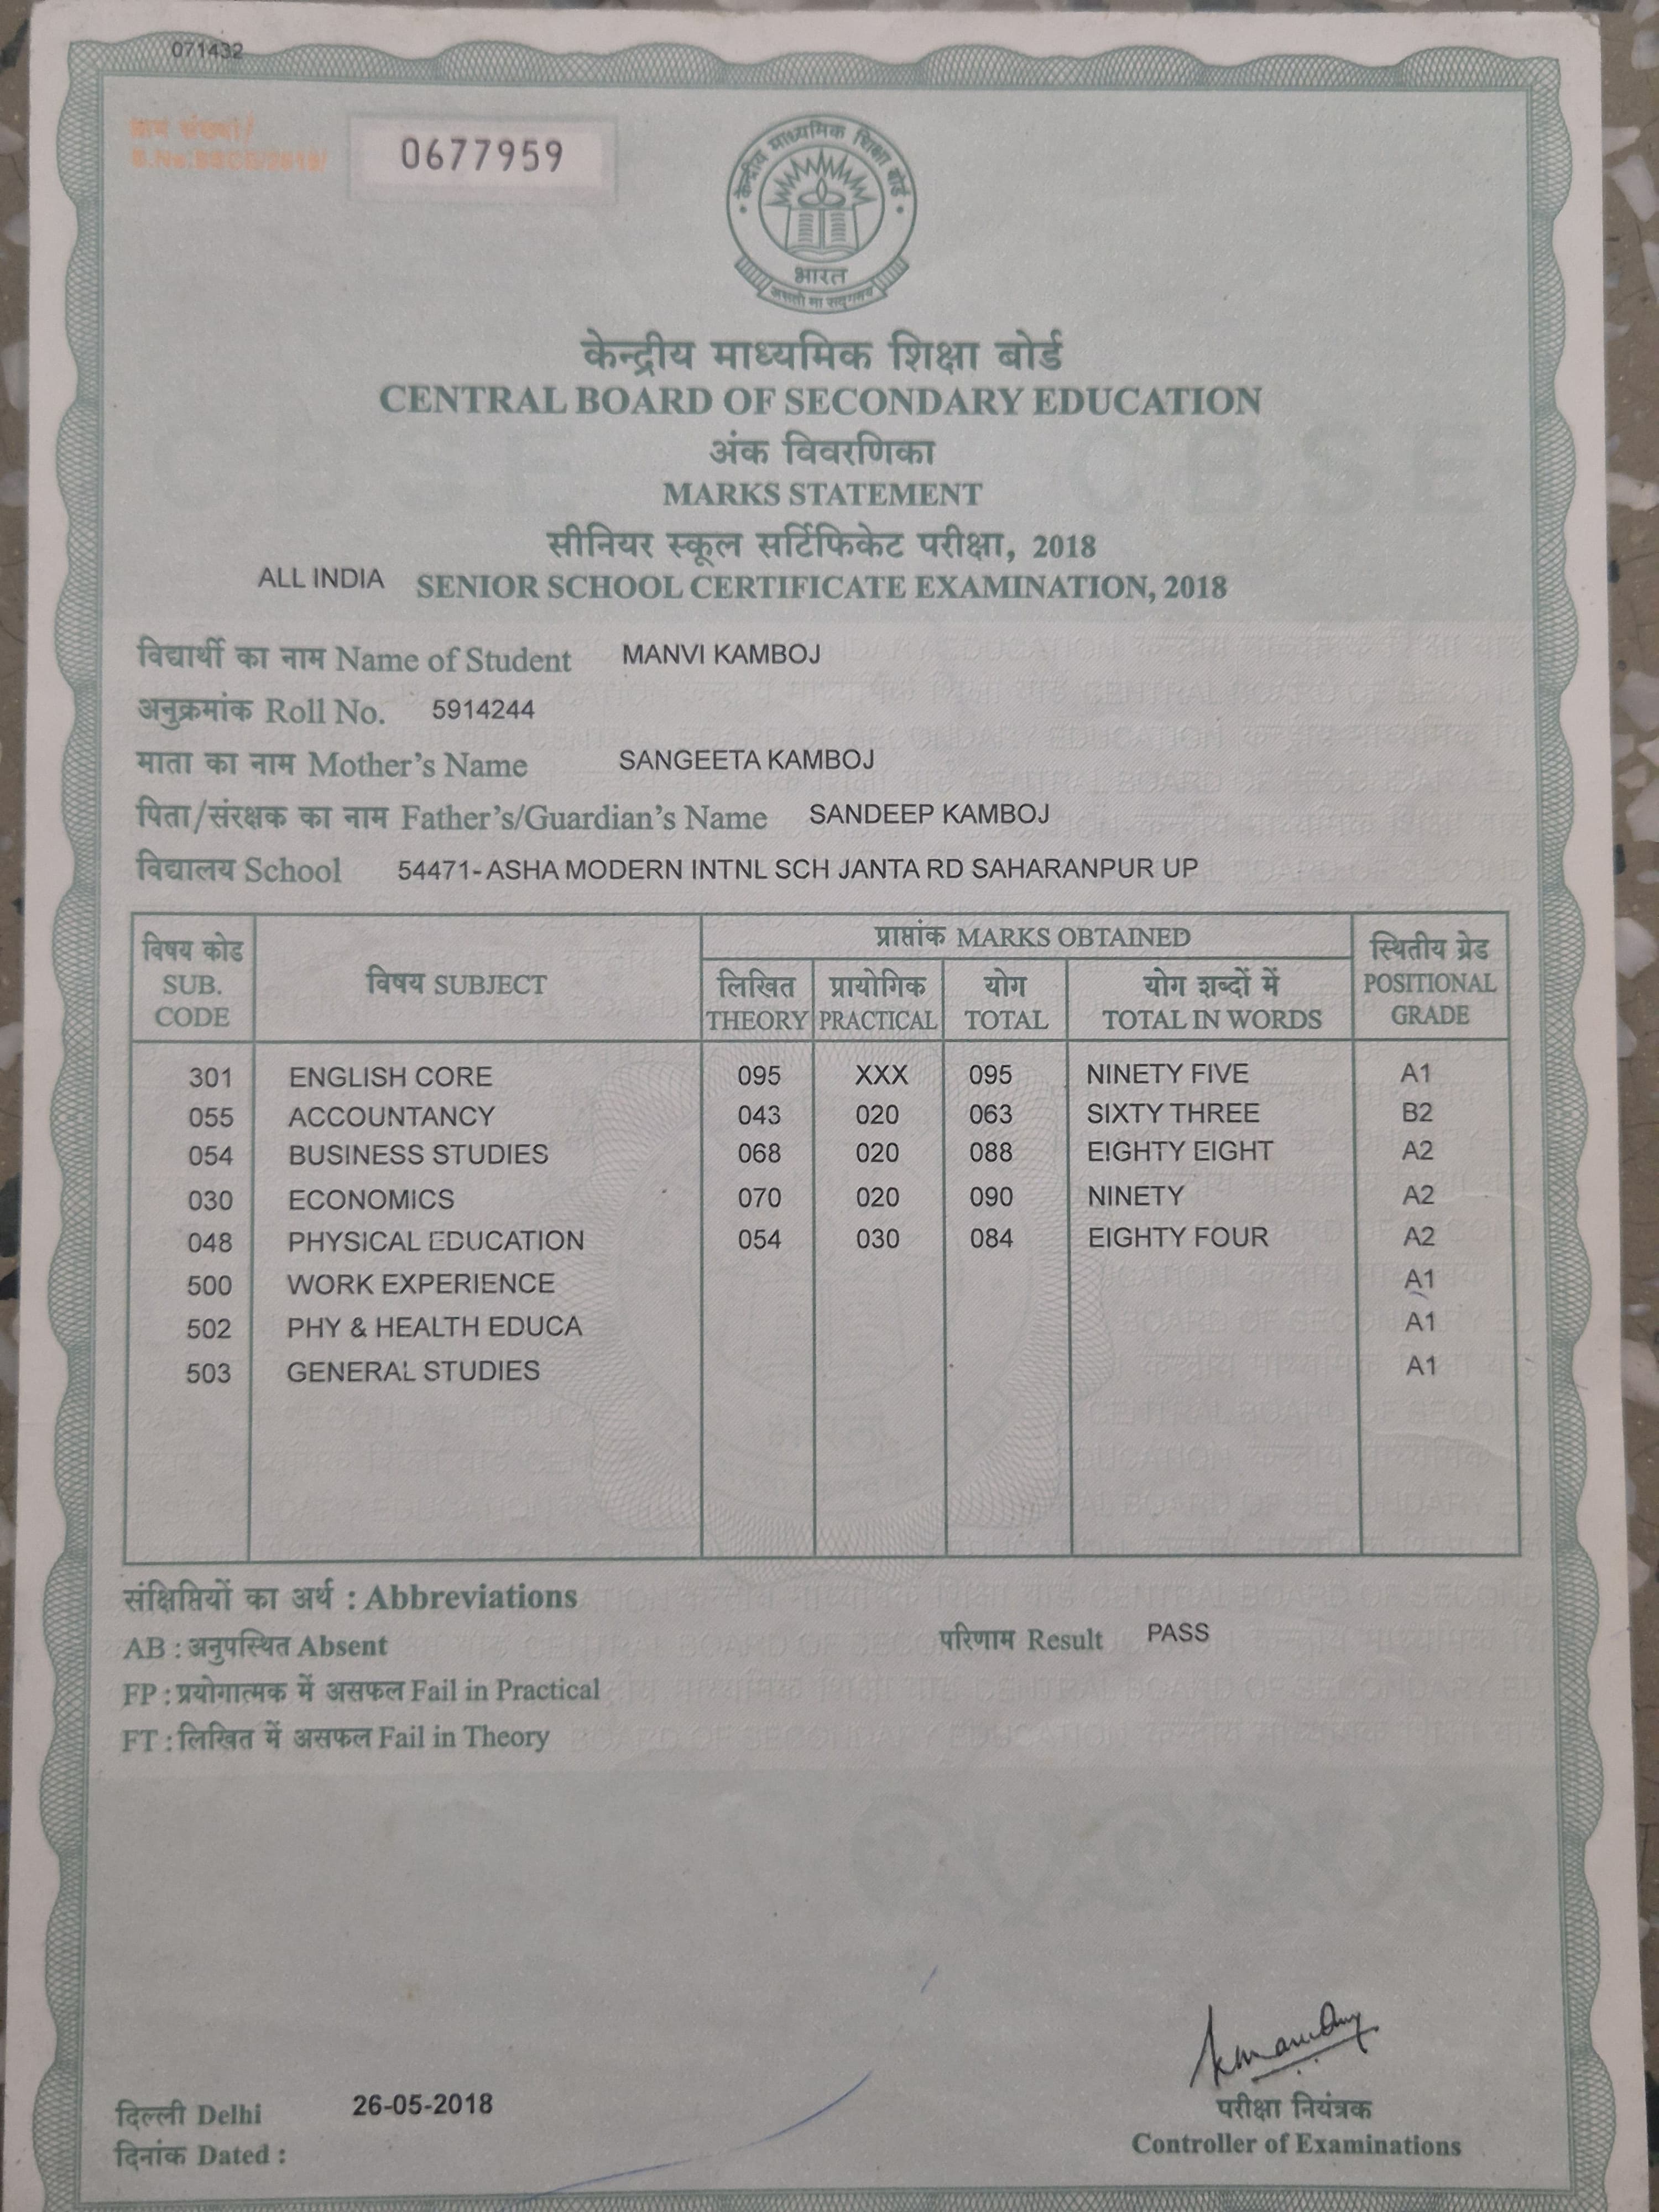 071432
क्रम संख्या/
S.No.SSCE/2018/
0677959
केन्द्रीय माध्यमिक शिक्षा बोर्ड
भारत
असतो मा सद्गमय
केन्द्रीय माध्यमिक शिक्षा बोर्ड
CENTRAL BOARD OF SECONDARY EDUCATION
अंक विवरणिका
MARKS STATEMENT
सीनियर स्कूल सर्टिफिकेट परीक्षा, 2018
ALL INDIA SENIOR SCHOOL CERTIFICATE EXAMINATION, 2018
विद्यार्थी का नाम Name of Student MANVI KAMBOJ
अनुक्रमांक Roll No. 5914244
माता का नाम Mother's Name SANGEETA KAMBOJ
पिता/संरक्षक का नाम Father's/Guardian's Name SANDEEP KAMBOJ
विद्यालय School 54471- ASHA MODERN INTNL SCH JANTA RD SAHARANPUR UP
विषय कोड SUB. CODE विषय SUBJECT प्राप्तांक MARKS OBTAINED स्थितीय ग्रेड POSITIONAL GRADE
लिखित THEORY प्रायोगिक PRACTICAL योग TOTAL योग शब्दों में TOTAL IN WORDS
301 ENGLISH CORE 095 XXX 095 NINETY FIVE A1
055 ACCOUNTANCY 043 020 063 SIXTY THREE B2
054 BUSINESS STUDIES 068 020 088 EIGHTY EIGHT A2
030 ECONOMICS 070 020 090 NINETY A2
048 PHYSICAL EDUCATION 054 030 084 EIGHTY FOUR A2
500 WORK EXPERIENCE A1
502 PHY & HEALTH EDUCA A1
503 GENERAL STUDIES A1
संक्षिप्तियों का अर्थ : Abbreviations
AB : अनुपस्थित Absent परिणाम Result PASS
FP : प्रयोगात्मक में असफल Fail in Practical
FT : लिखित में असफल Fail in Theory
दिल्ली Delhi 26-05-2018
दिनांक Dated :
परीक्षा नियंत्रक
Controller of Examinations